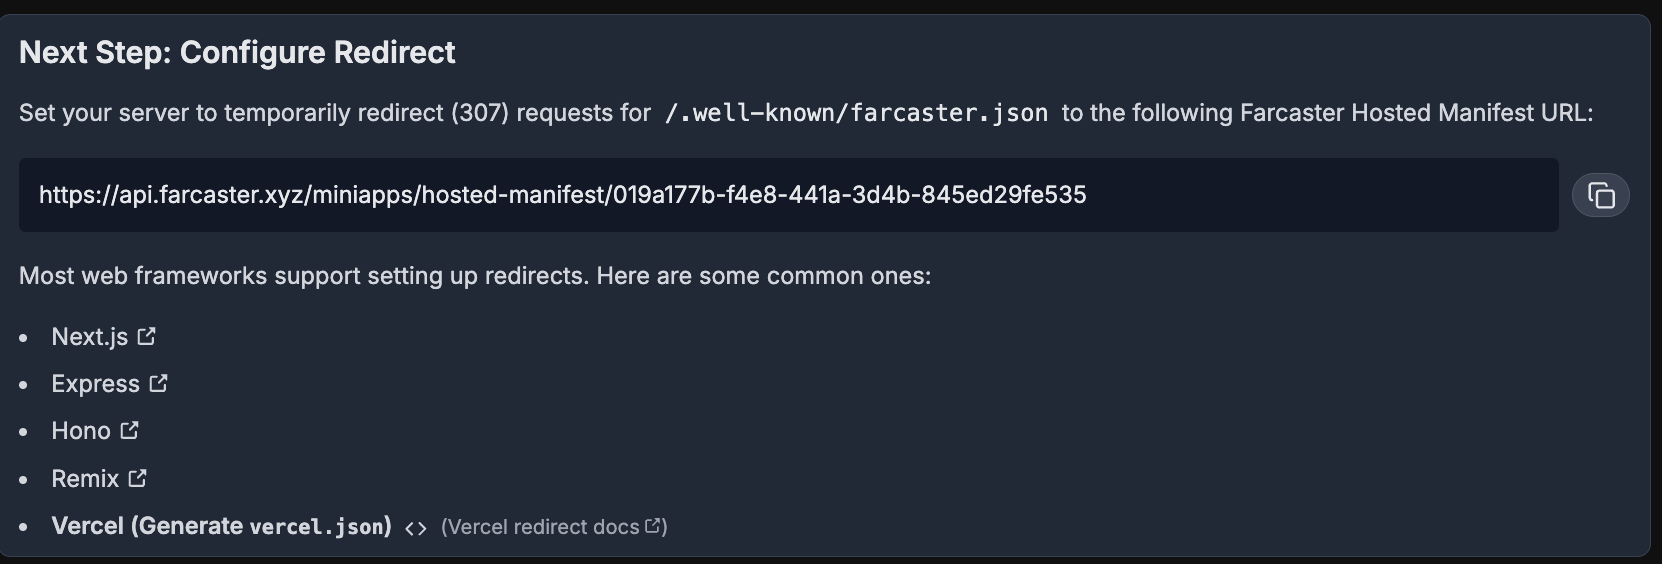 Next Step: Configure Redirect
Set your server to temporarily redirect (307) requests for /.well-known/farcaster.json to the following Farcaster Hosted Manifest URL:
https://api.farcaster.xyz/miniapps/hosted-manifest/019a177b-f4e8-441a-3d4b-845ed29fe535
Most web frameworks support setting up redirects. Here are some common ones:
• Next.js
• Express
• Hono
• Remix
• Vercel (Generate vercel.json) <> (Vercel redirect docs)